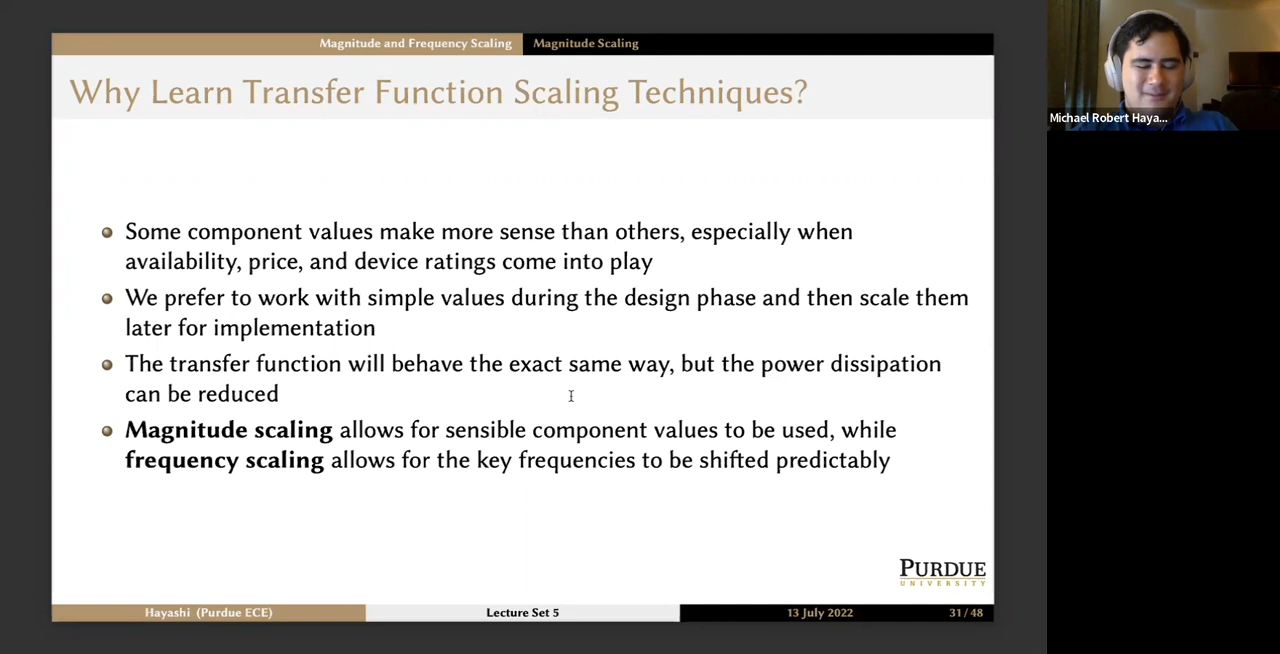 Magnitude and Frequency Scaling Magnitude Scaling
Why Learn Transfer Function Scaling Techniques?
Some component values make more sense than others, especially when
availability, price, and device ratings come into play
We prefer to work with simple values during the design phase and then scale them
later for implementation
The transfer function will behave the exact same way, but the power dissipation
can be reduced
Magnitude scaling allows for sensible component values to be used, while
frequency scaling allows for the key frequencies to be shifted predictably
PURDUE
UNIVERSITY
Hayashi (Purdue ECE) Lecture Set 5 13 July 2022 31/48
Michael Robert Haya...